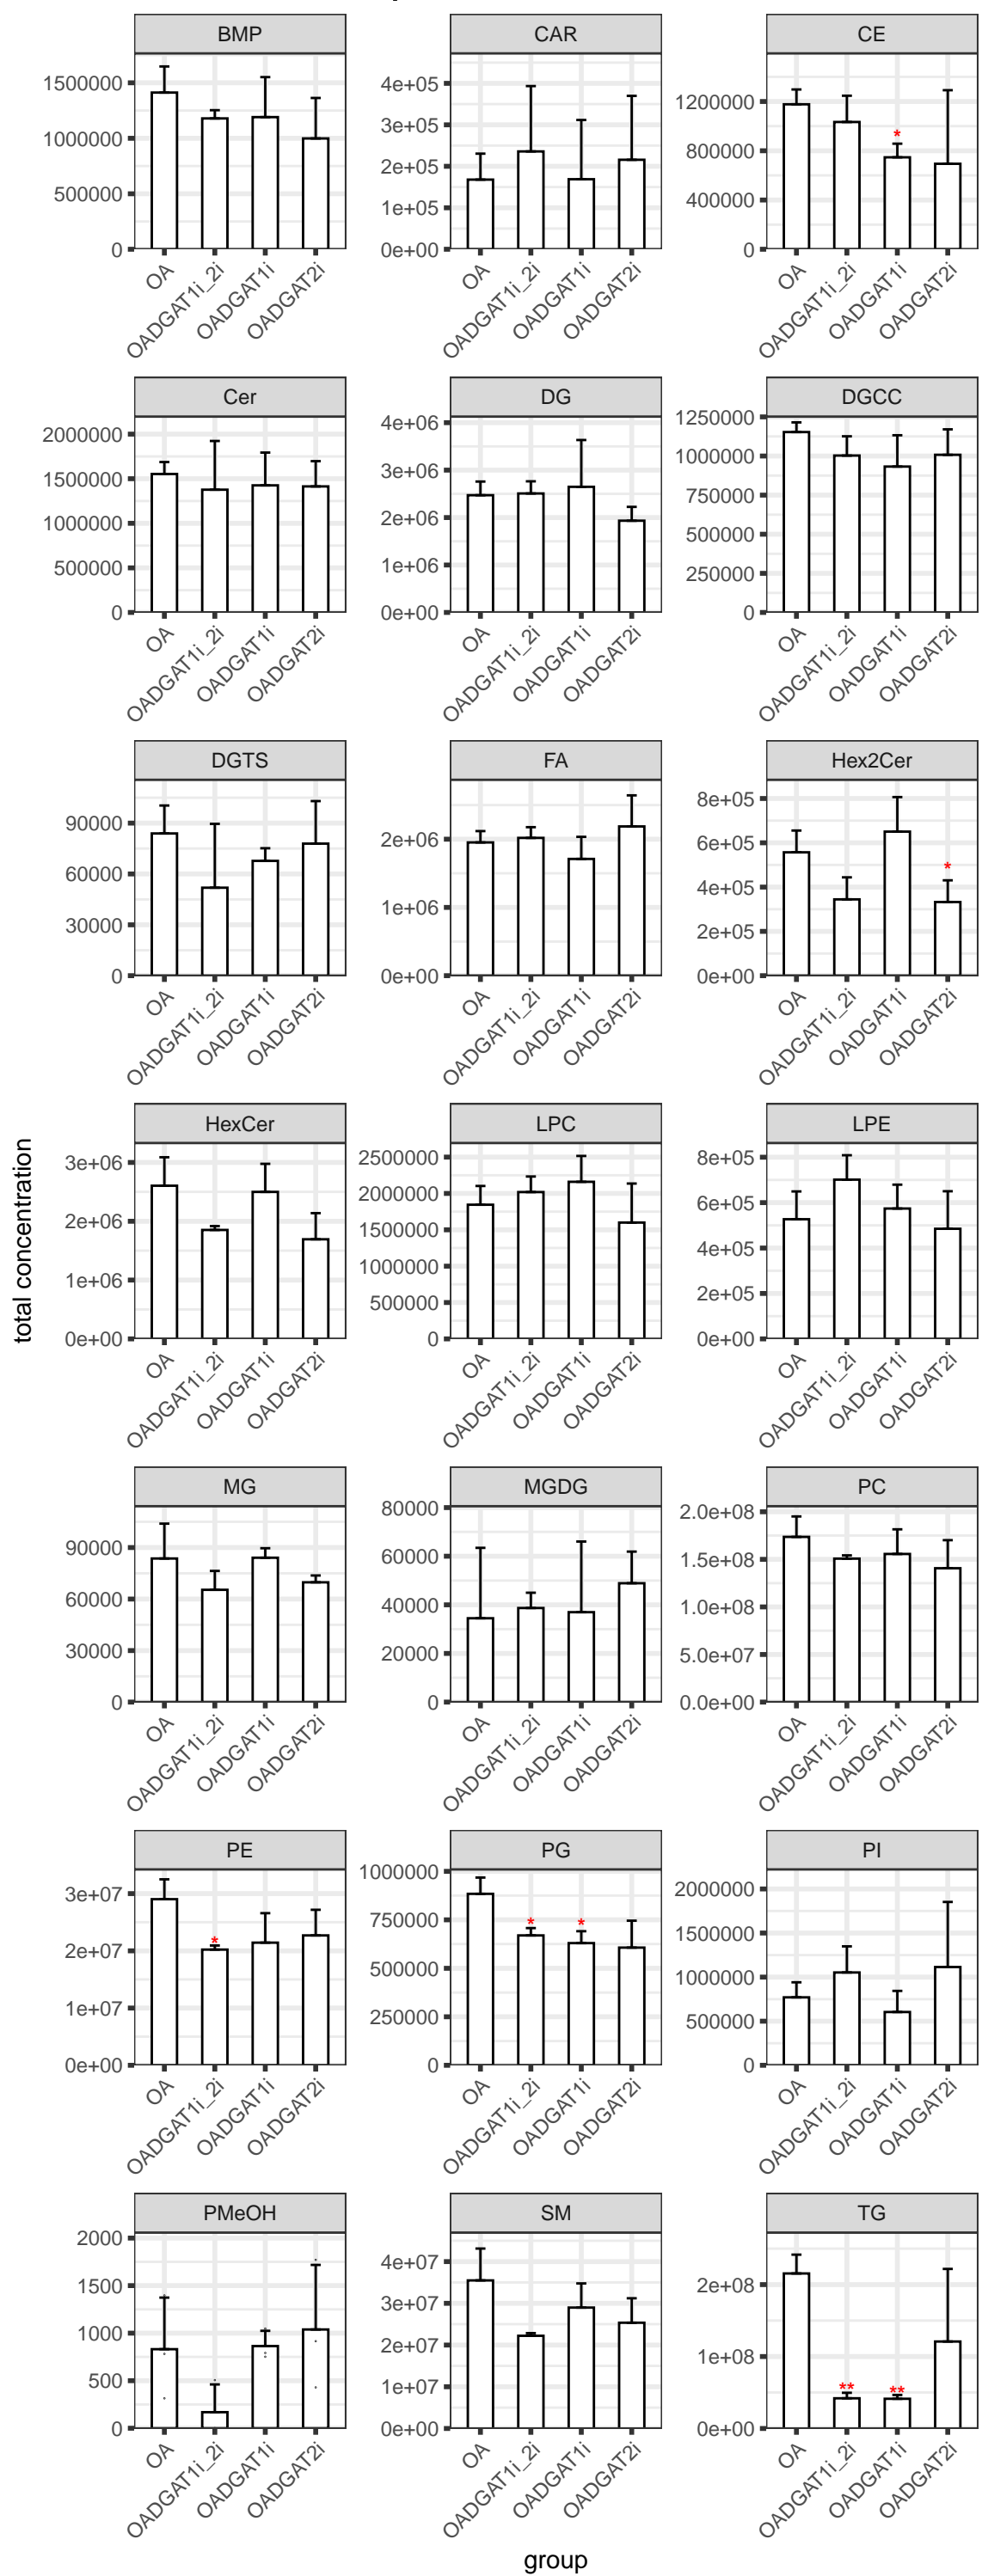 BMP CAR CE
1500000
1000000
500000
0
4e+05
3e+05
2e+05
1e+05
0e+00
1200000
800000
400000
0
*
OA OADGAT1i_2i OADGAT1i OADGAT2i
OA OADGAT1i_2i OADGAT1i OADGAT2i
OA OADGAT1i_2i OADGAT1i OADGAT2i
Cer DG DGCC
2000000
1500000
1000000
500000
0
4e+06
3e+06
2e+06
1e+06
0e+00
1250000
1000000
750000
500000
250000
0
OA OADGAT1i_2i OADGAT1i OADGAT2i
OA OADGAT1i_2i OADGAT1i OADGAT2i
OA OADGAT1i_2i OADGAT1i OADGAT2i
DGTS FA Hex2Cer
90000
60000
30000
0
2e+06
1e+06
0e+00
8e+05
6e+05
4e+05
2e+05
0e+00
*
OA OADGAT1i_2i OADGAT1i OADGAT2i
OA OADGAT1i_2i OADGAT1i OADGAT2i
OA OADGAT1i_2i OADGAT1i OADGAT2i
total concentration
HexCer LPC LPE
3e+06
2e+06
1e+06
0e+00
2500000
2000000
1500000
1000000
500000
0
8e+05
6e+05
4e+05
2e+05
0e+00
OA OADGAT1i_2i OADGAT1i OADGAT2i
OA OADGAT1i_2i OADGAT1i OADGAT2i
OA OADGAT1i_2i OADGAT1i OADGAT2i
MG MGDG PC
90000
60000
30000
0
80000
60000
40000
20000
0
2.0e+08
1.5e+08
1.0e+08
5.0e+07
0.0e+00
OA OADGAT1i_2i OADGAT1i OADGAT2i
OA OADGAT1i_2i OADGAT1i OADGAT2i
OA OADGAT1i_2i OADGAT1i OADGAT2i
PE PG PI
3e+07
2e+07
1e+07
0e+00
*
1000000
750000
500000
250000
0
* *
2000000
1500000
1000000
500000
0
OA OADGAT1i_2i OADGAT1i OADGAT2i
OA OADGAT1i_2i OADGAT1i OADGAT2i
OA OADGAT1i_2i OADGAT1i OADGAT2i
PMeOH SM TG
2000
1500
1000
500
0
4e+07
3e+07
2e+07
1e+07
0e+00
2e+08
1e+08
0e+00
** **
OA OADGAT1i_2i OADGAT1i OADGAT2i
OA OADGAT1i_2i OADGAT1i OADGAT2i
OA OADGAT1i_2i OADGAT1i OADGAT2i
group